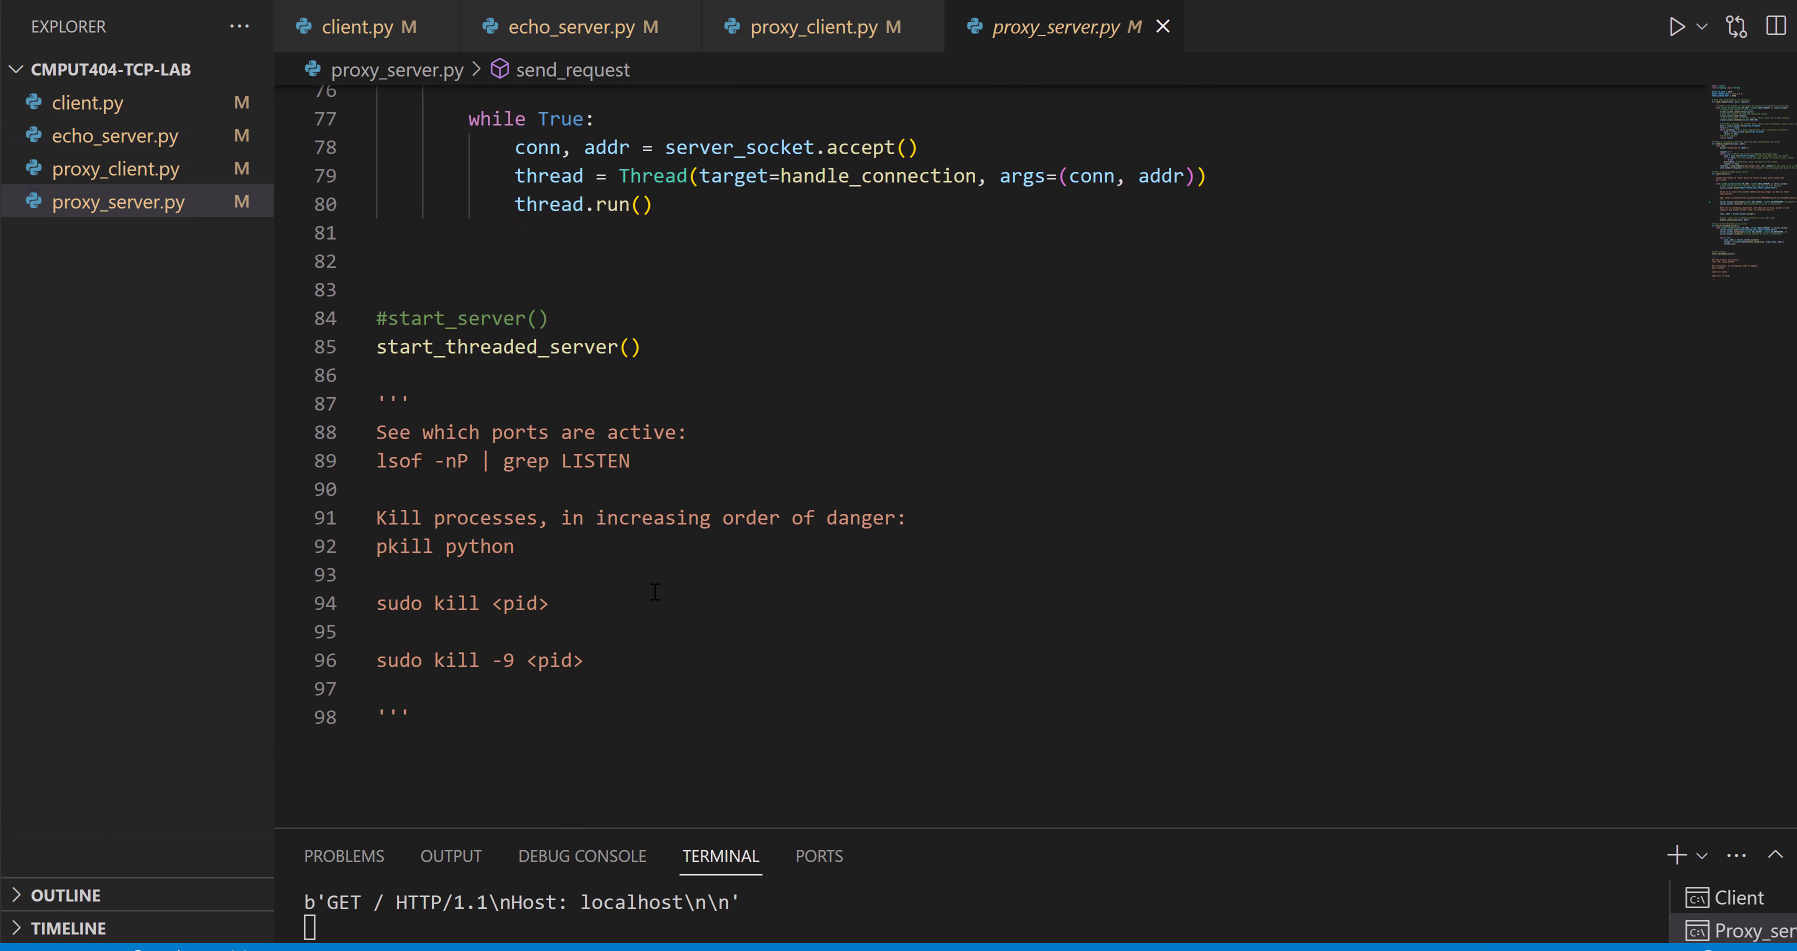 EXPLORER
CMPUT404-TCP-LAB
client.py M
echo_server.py M
proxy_client.py M
proxy_server.py M
OUTLINE
TIMELINE
client.py M
echo_server.py M
proxy_client.py M
proxy_server.py M
proxy_server.py > send_request
76
77 while True:
78 conn, addr = server_socket.accept()
79 thread = Thread(target=handle_connection, args=(conn, addr))
80 thread.run()
81
82
83
84 #start_server()
85 start_threaded_server()
86
87 '''
88 See which ports are active:
89 lsof -nP | grep LISTEN
90
91 Kill processes, in increasing order of danger:
92 pkill python
93
94 sudo kill <pid>
95
96 sudo kill -9 <pid>
97
98 '''
PROBLEMS OUTPUT DEBUG CONSOLE TERMINAL PORTS
b'GET / HTTP/1.1\nHost: localhost\n\n'
Client
Proxy_ser